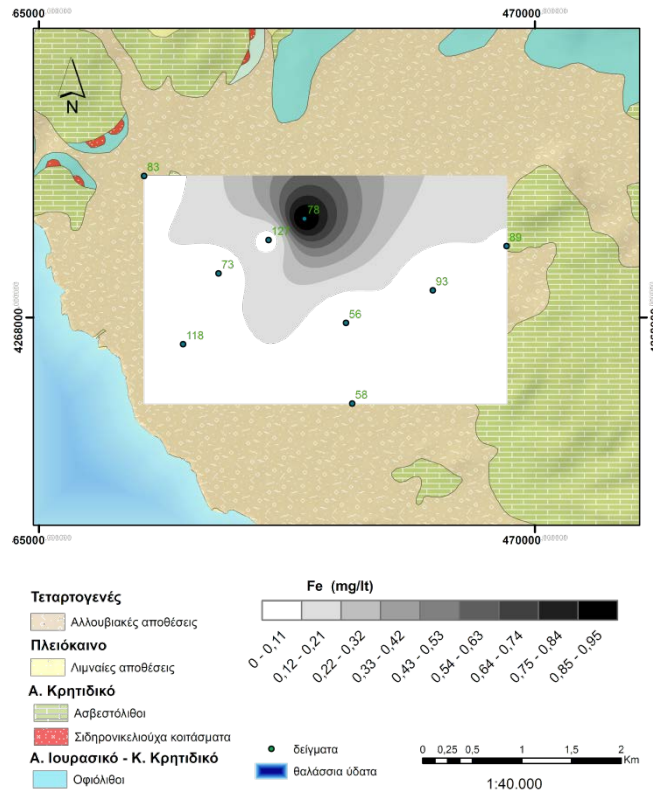 65000 470000
N
83
78
121
89
73
93
4268000
56
118
58
65000 470000
Τεταρτογενές
Αλλουβιακές αποθέσεις
Πλειόκαινο
Λιμναίες αποθέσεις
Α. Κρητιδικό
Ασβεστόλιθοι
Σιδηρονικελιούχα κοιτάσματα
Α. Ιουρασικό - Κ. Κρητιδικό
Οφιόλιθοι
Fe (mg/lt)
0 - 0,11
0,12 - 0,21
0,22 - 0,32
0,33 - 0,42
0,43 - 0,53
0,54 - 0,63
0,64 - 0,74
0,75 - 0,84
0,85 - 0,95
δείγματα
θαλάσσια ύδατα
0 0,25 0,5 1 1,5 2
Km
1:40.000